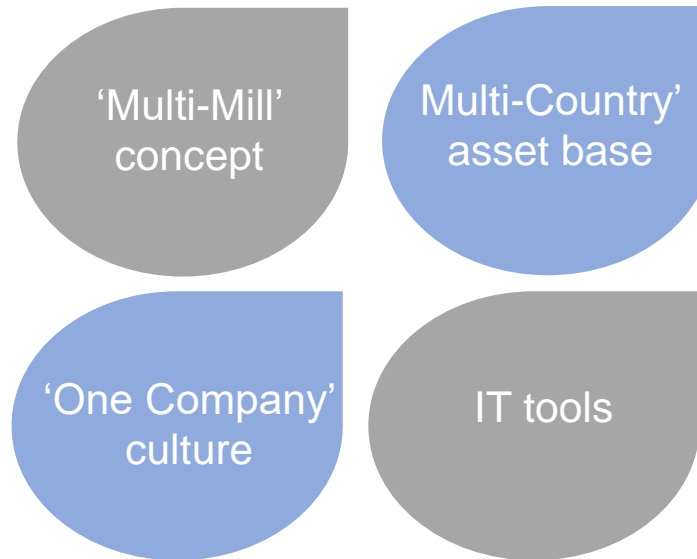 ‘Multi-Mill’
concept
Multi-Country’
asset base
‘One Company’
culture
IT tools